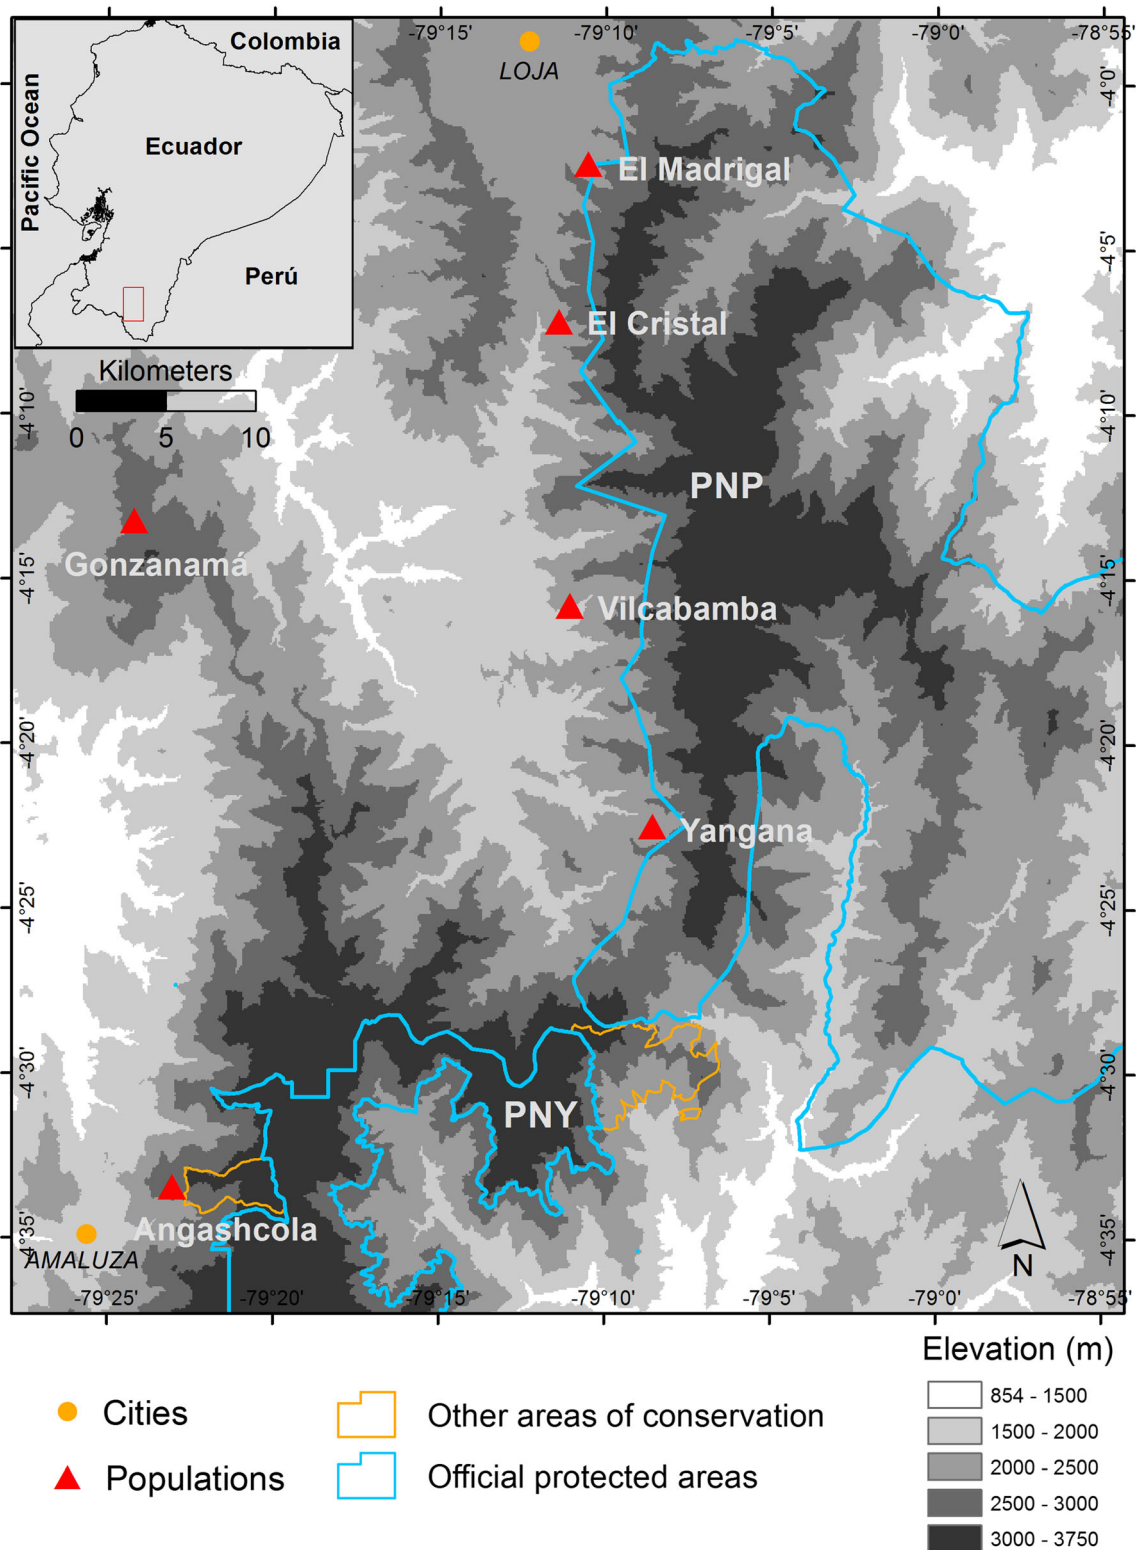 Colombia
Ecuador
Pacific Ocean
Perú
Kilometers
0 5 10
-79°15' -79°10' -79°5' -79°0' -78°55'
LOJA
El Madrigal
El Cristal
PNP
Gonzanamá
Vilcabamba
Yangana
PNY
Angashcola
AMALUZA
N
-4°10'
-4°15'
-4°20'
-4°25'
-4°30'
-4°35'
-4°0'
-4°5'
-4°10'
-4°15'
-4°20'
-4°25'
-4°30'
-4°35'
-79°25' -79°20' -79°15' -79°10' -79°5' -79°0' -78°55'
Cities
Populations
Other areas of conservation
Official protected areas
Elevation (m)
854 - 1500
1500 - 2000
2000 - 2500
2500 - 3000
3000 - 3750